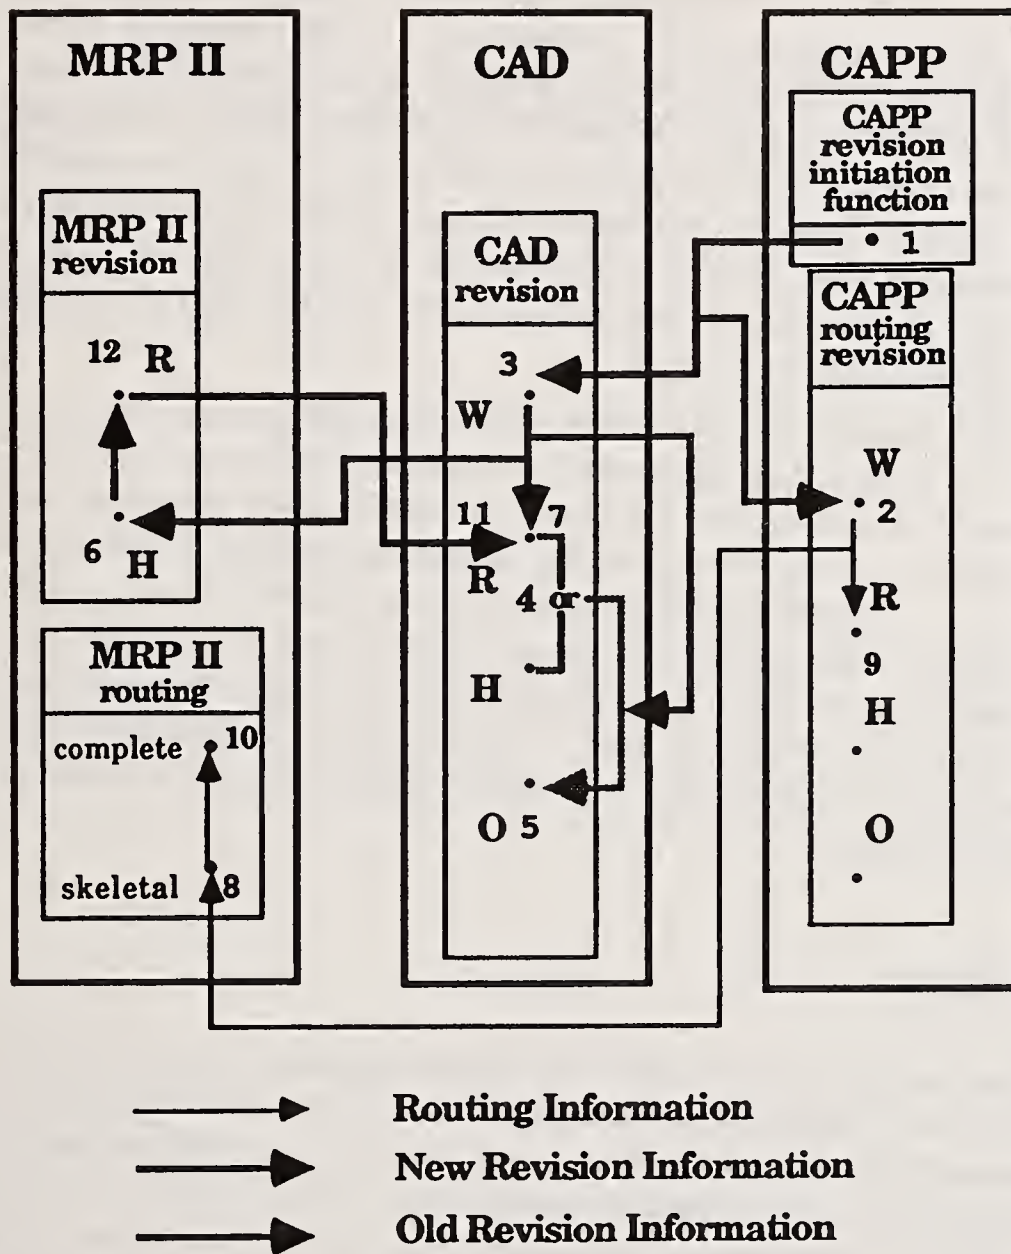 MRP II
CAD
CAPP
CAPP
revision
initiation
function
1
MRP II
revision
12 R
6 H
MRP II
routing
complete 10
skeletal 8
CAD
revision
3
W
11 7
R 4 or
H
O 5
CAPP
routing
revision
W
2
R
9
H
O
Routing Information
New Revision Information
Old Revision Information